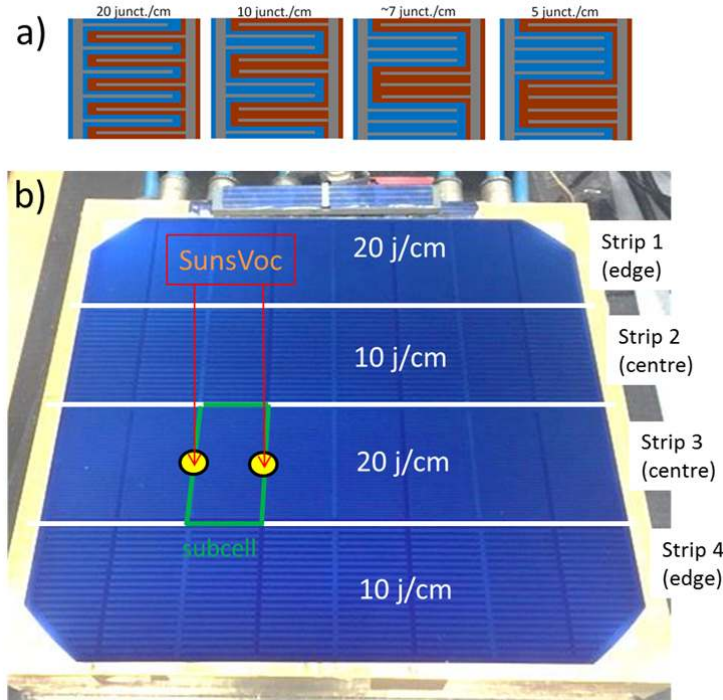 a)
20 junct./cm
10 junct./cm
~7 junct./cm
5 junct./cm
b)
20 j/cm
SunsVoc
Strip 1
(edge)
10 j/cm
Strip 2
(centre)
20 j/cm
Strip 3
(centre)
subcell
10 j/cm
Strip 4
(edge)